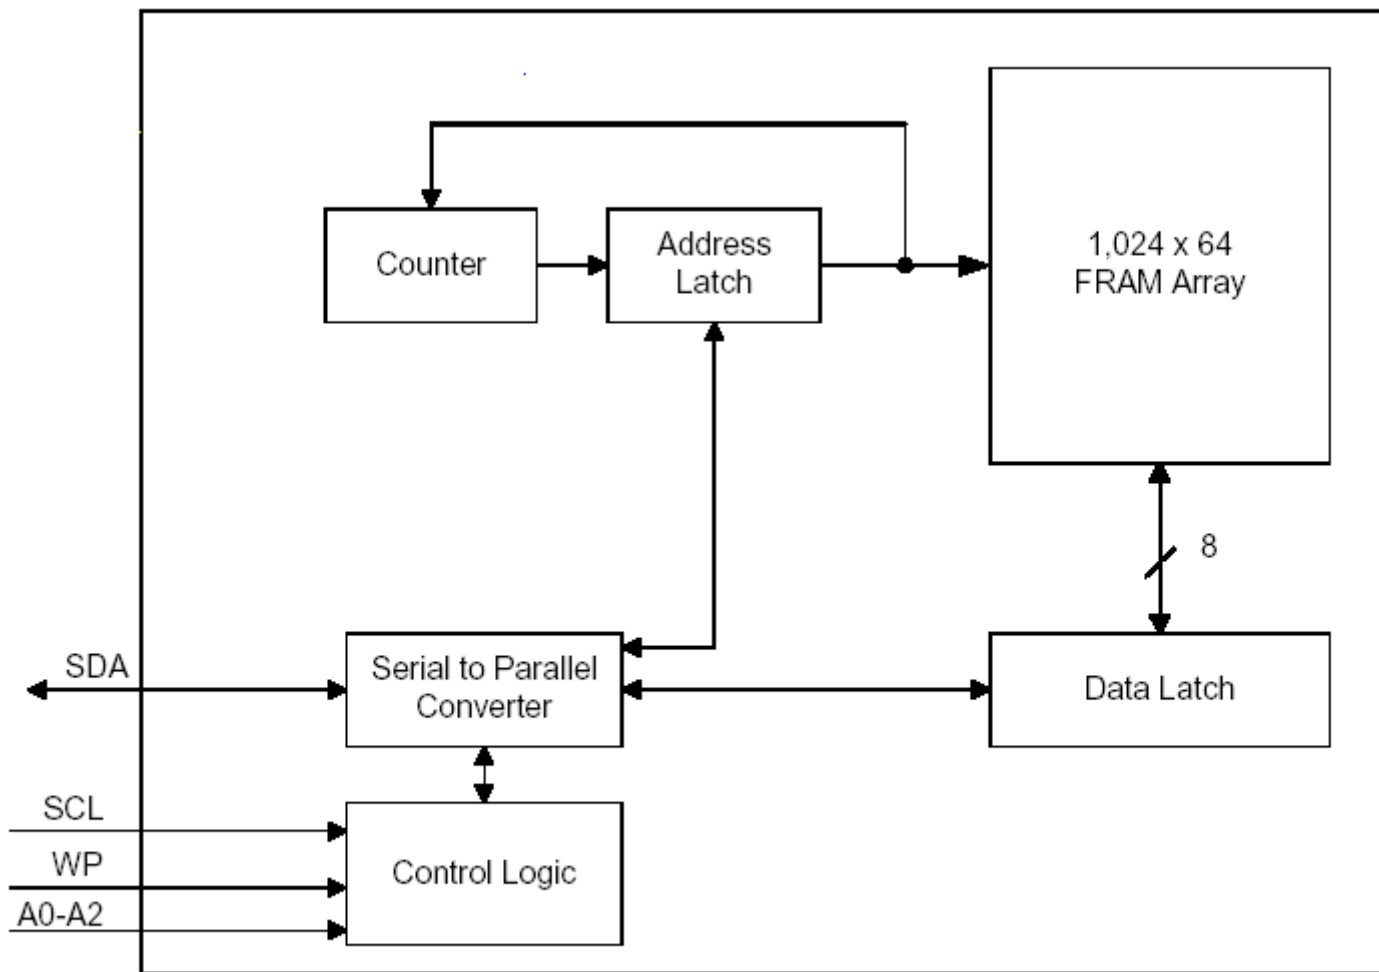 Counter
Address
Latch
1,024 x 64
FRAM Array
8
SDA
Serial to Parallel
Converter
Data Latch
SCL
WP
A0-A2
Control Logic